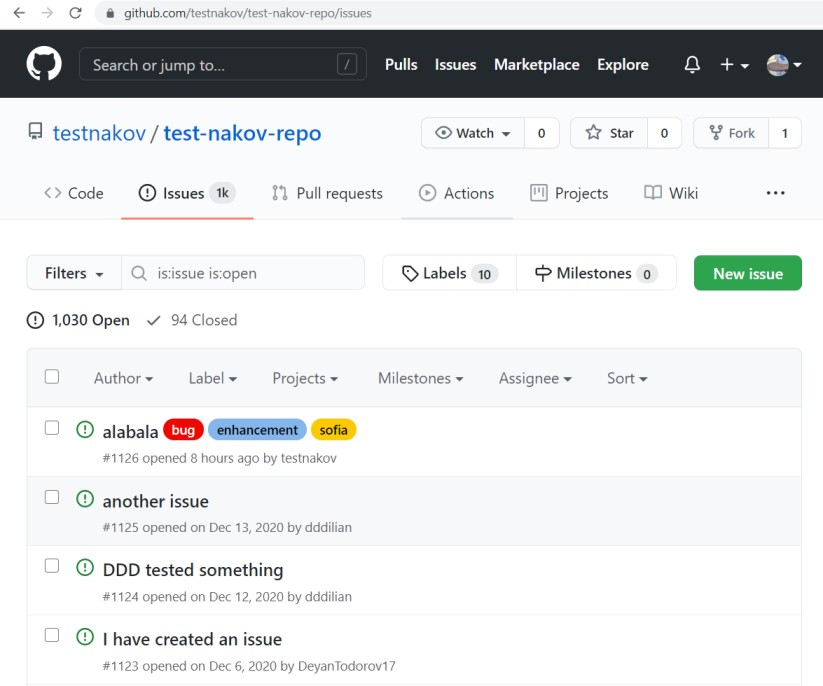 github.com/testnakov/test-nakov-repo/issues
Search or jump to... / Pulls Issues Marketplace Explore
testnakov / test-nakov-repo Watch 0 Star 0 Fork 1
Code Issues 1k Pull requests Actions Projects Wiki ...
Filters is:issue is:open Labels 10 Milestones 0 New issue
1,030 Open 94 Closed
Author Label Projects Milestones Assignee Sort
alabala bug enhancement sofia
#1126 opened 8 hours ago by testnakov
another issue
#1125 opened on Dec 13, 2020 by dddilian
DDD tested something
#1124 opened on Dec 12, 2020 by dddilian
I have created an issue
#1123 opened on Dec 6, 2020 by DeyanTodorov17